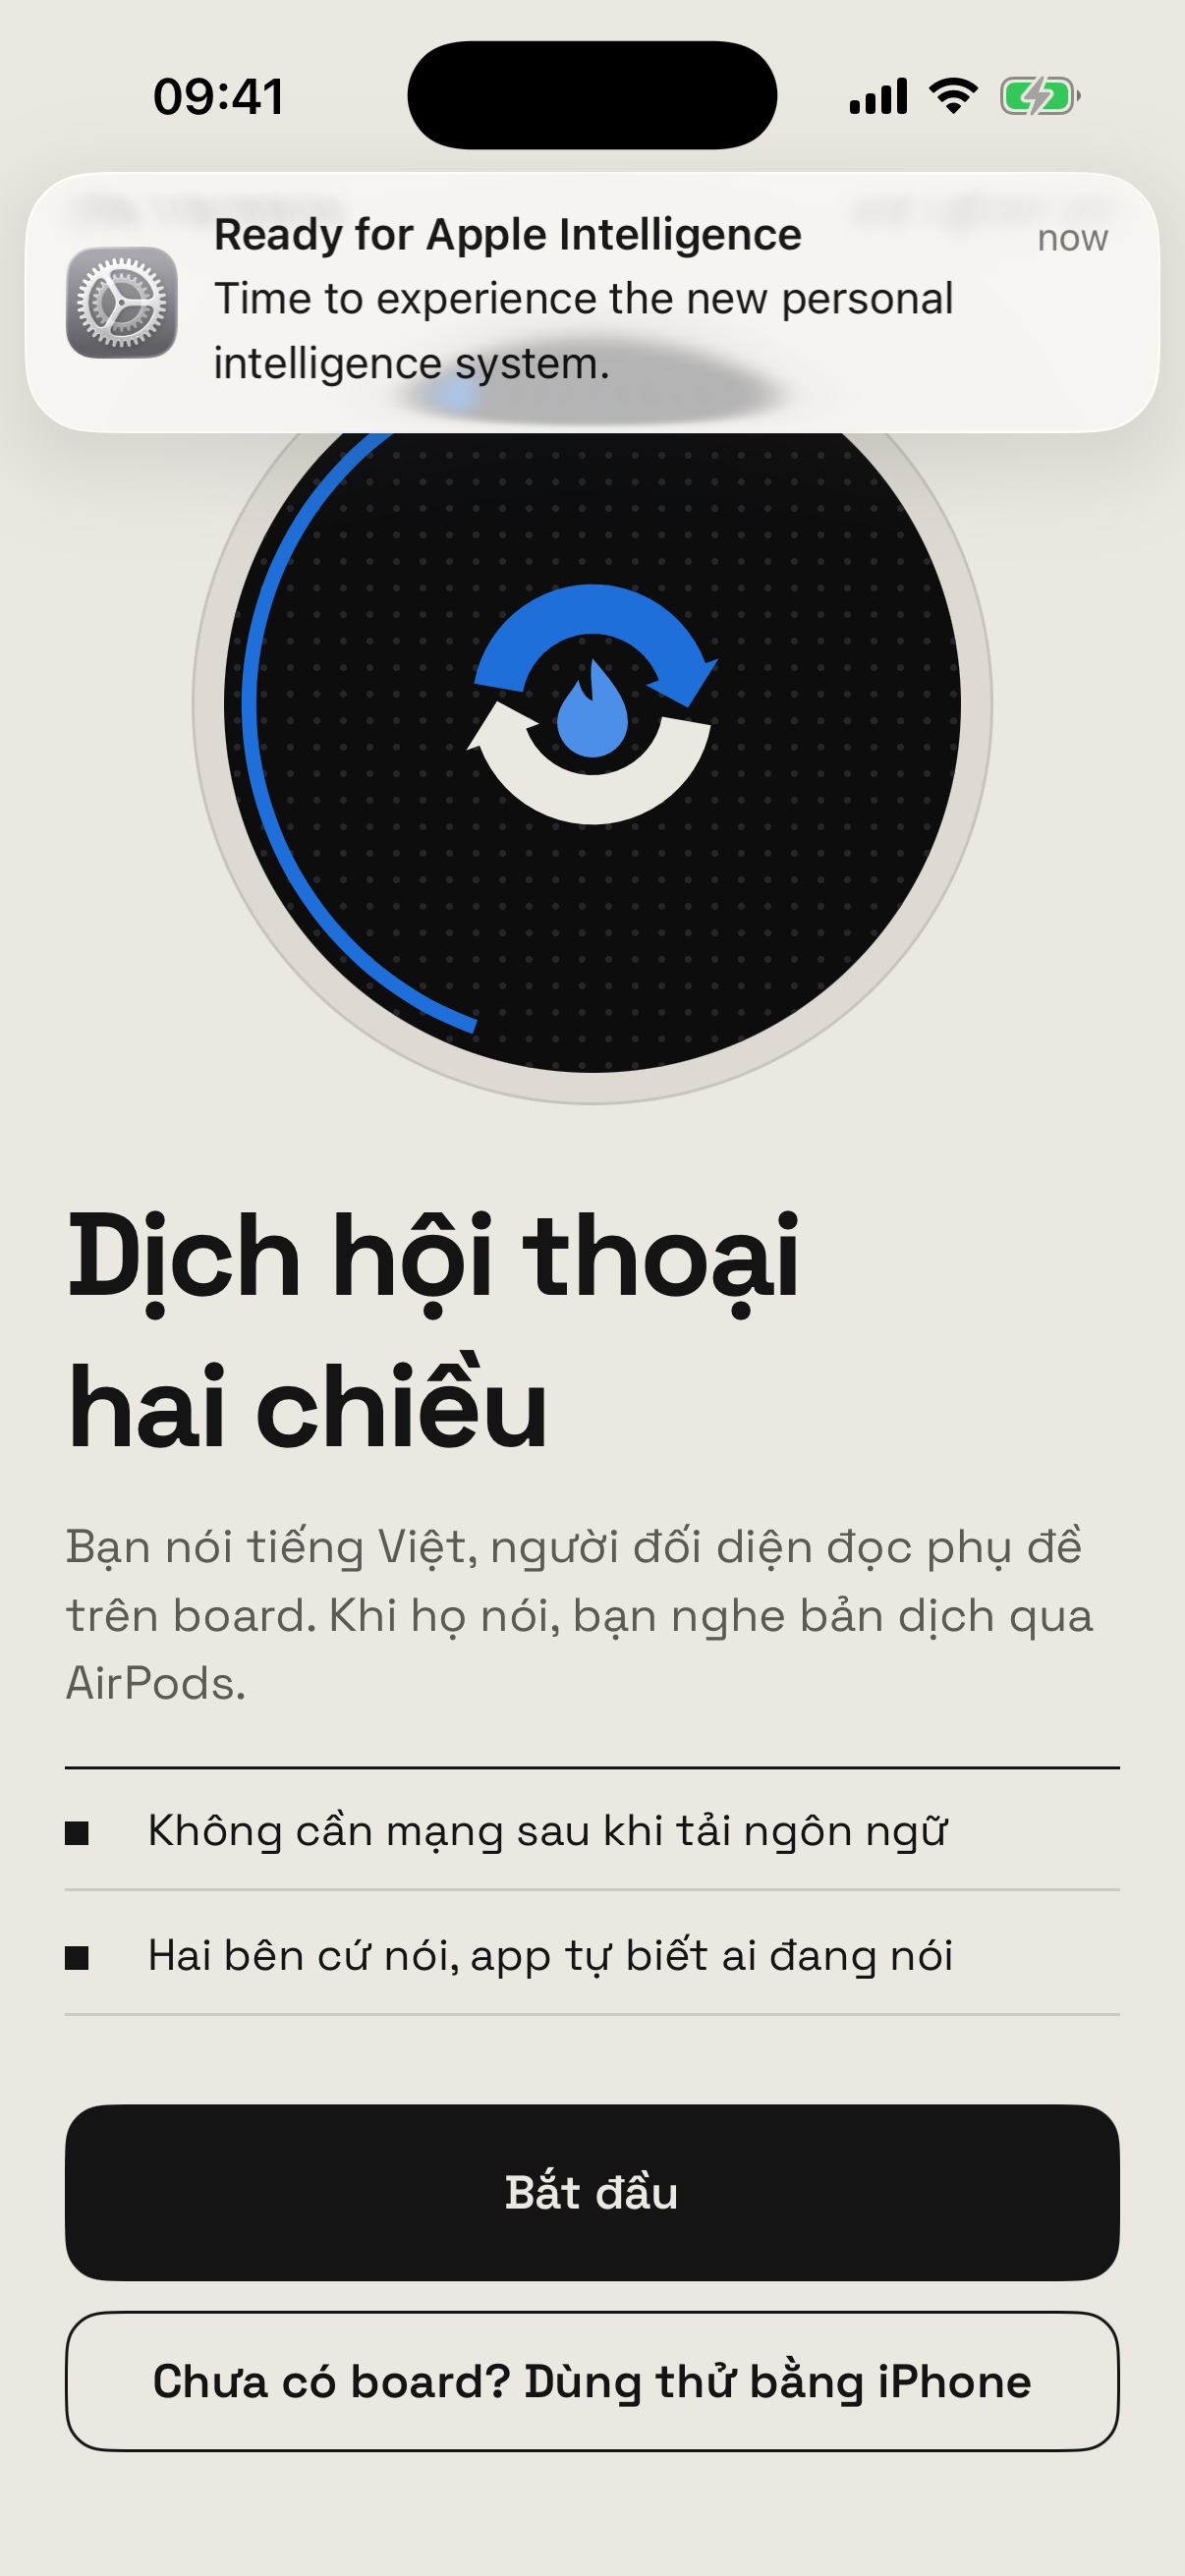 09:41
Ready for Apple Intelligence
now
Time to experience the new personal
intelligence system.
Dịch hội thoại
hai chiều
Bạn nói tiếng Việt, người đối diện đọc phụ đề
trên board. Khi họ nói, bạn nghe bản dịch qua
AirPods.
Không cần mạng sau khi tải ngôn ngữ
Hai bên cứ nói, app tự biết ai đang nói
Bắt đầu
Chưa có board? Dùng thử bằng iPhone